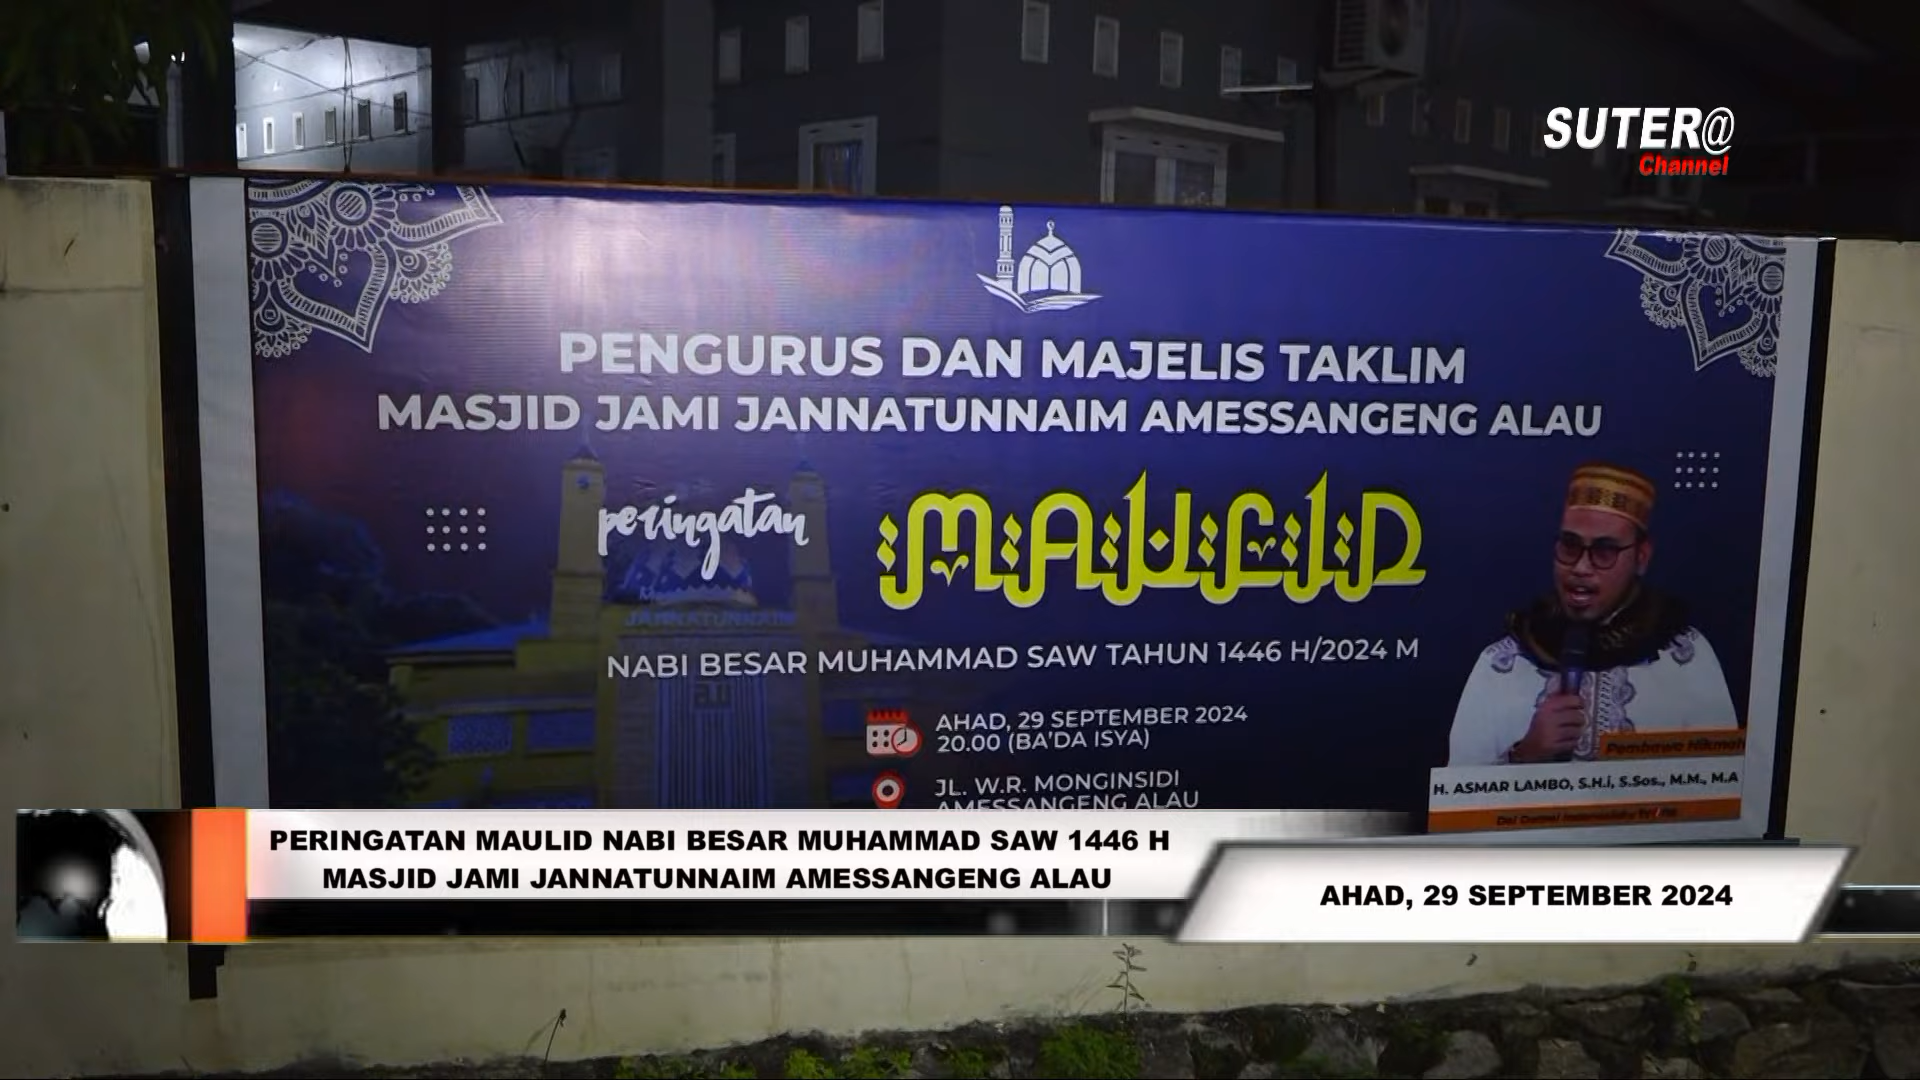 SUTER@
Channel
PENGURUS DAN MAJELIS TAKLIM
MASJID JAMI JANNATUNNAIM AMESSANGENG ALAU
peringatan
MAULID
JANNATUNNAIM
NABI BESAR MUHAMMAD SAW TAHUN 1446 H/2024 M
AHAD, 29 SEPTEMBER 2024
20.00 (BA'DA ISYA)
JL. W.R. MONGINSIDI
AMESSANGENG ALAU
Pembawa Hikmah
H. ASMAR LAMBO, S.H.i, S.Sos., M.M., M.A
PERINGATAN MAULID NABI BESAR MUHAMMAD SAW 1446 H
MASJID JAMI JANNATUNNAIM AMESSANGENG ALAU
AHAD, 29 SEPTEMBER 2024